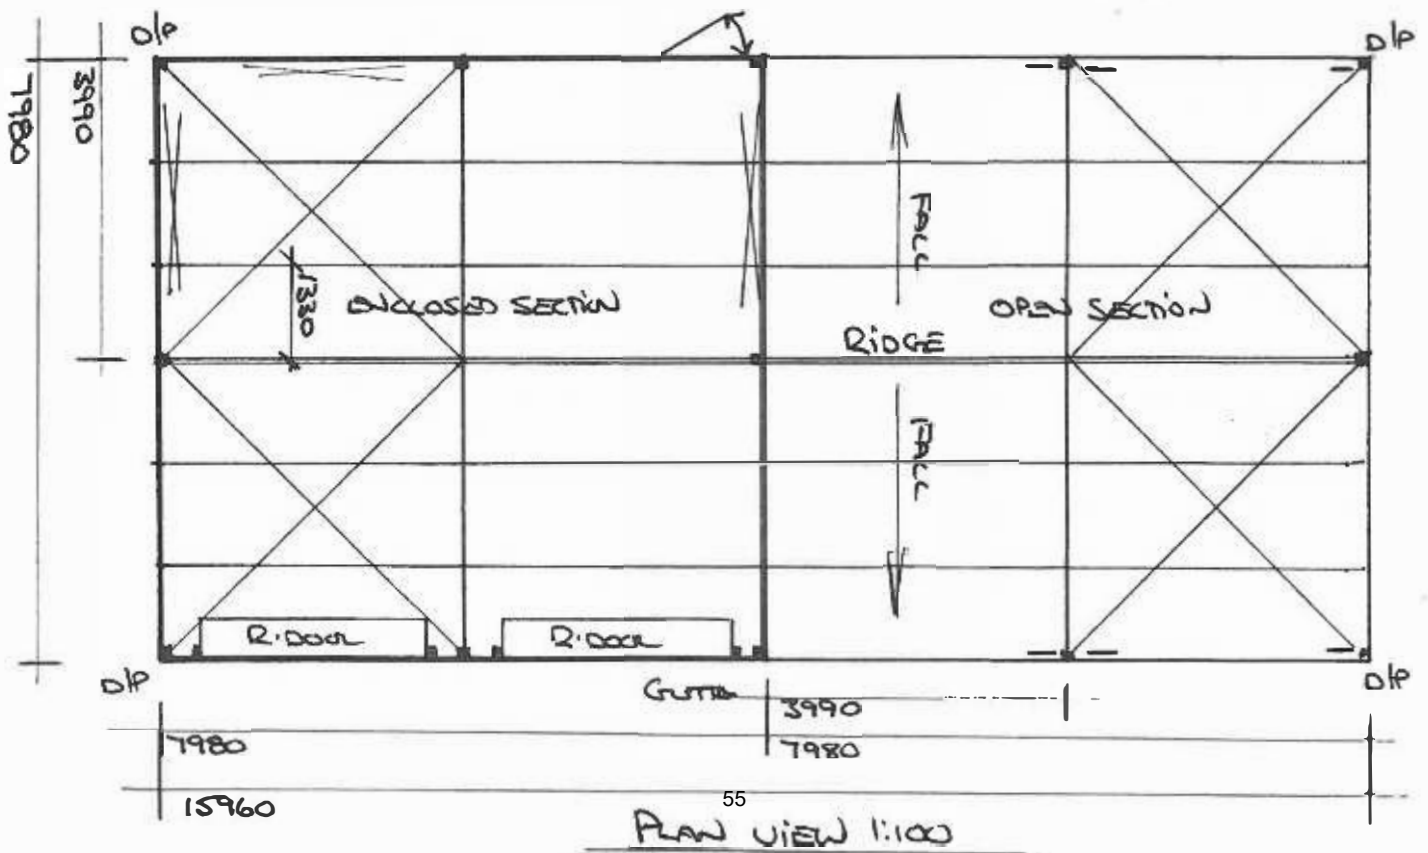 D/P
D/P
7980
3990
FALL
1330
ENCLOSED SECTION
OPEN SECTION
RIDGE
FALL
R.DOOR
R.DOOR
D/P
GUTTER
D/P
3990
7980
7980
15960
55
PLAN VIEW 1:100